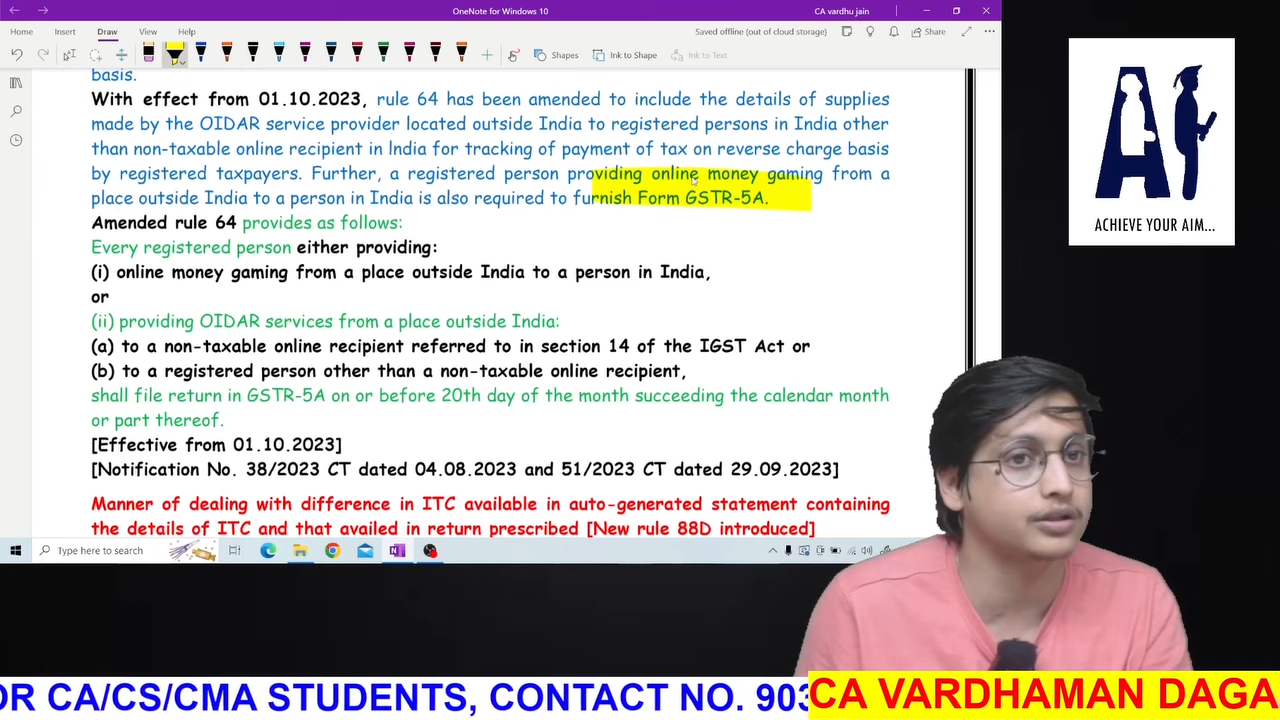 OneNote for Windows 10
CA vardhu jain
Home Insert Draw View Help
Saved offline (out of cloud storage)
Share
Shapes
Ink to Shape
Ink to Text
basis.
With effect from 01.10.2023, rule 64 has been amended to include the details of supplies
made by the OIDAR service provider located outside India to registered persons in India other
than non-taxable online recipient in India for tracking of payment of tax on reverse charge basis
by registered taxpayers. Further, a registered person providing online money gaming from a
place outside India to a person in India is also required to furnish Form GSTR-5A.
Amended rule 64 provides as follows:
Every registered person either providing:
(i) online money gaming from a place outside India to a person in India,
or
(ii) providing OIDAR services from a place outside India:
(a) to a non-taxable online recipient referred to in section 14 of the IGST Act or
(b) to a registered person other than a non-taxable online recipient,
shall file return in GSTR-5A on or before 20th day of the month succeeding the calendar month
or part thereof.
[Effective from 01.10.2023]
[Notification No. 38/2023 CT dated 04.08.2023 and 51/2023 CT dated 29.09.2023]
Manner of dealing with difference in ITC available in auto-generated statement containing
the details of ITC and that availed in return prescribed [New rule 88D introduced]
Type here to search
AI
ACHIEVE YOUR AIM...
OR CA/CS/CMA STUDENTS, CONTACT NO. 903
CA VARDHAMAN DAGA